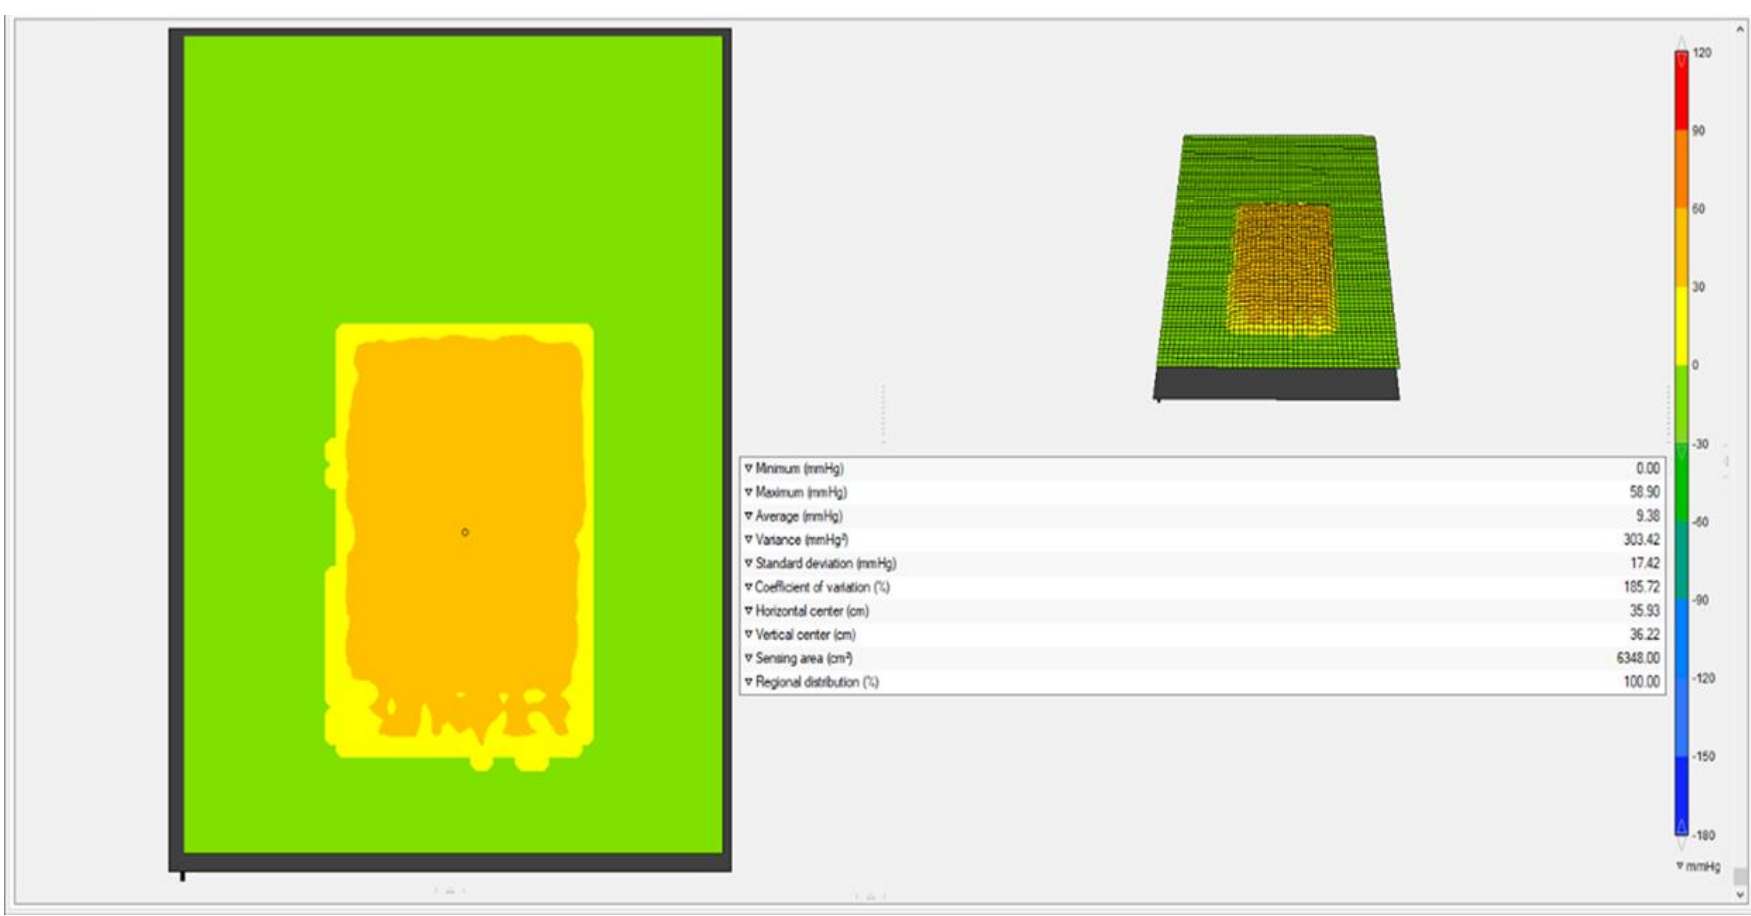 120
90
60
30
0
-30
-60
-90
-120
-150
-180
▽ mmHg
▽ Minimum (mmHg) 0.00
▽ Maximum (mmHg) 58.90
▽ Average (mmHg) 9.38
▽ Variance (mmHg²) 303.42
▽ Standard deviation (mmHg) 17.42
▽ Coefficient of variation (%) 185.72
▽ Horizontal center (cm) 35.93
▽ Vertical center (cm) 36.22
▽ Sensing area (cm²) 6348.00
▽ Regional distribution (%) 100.00